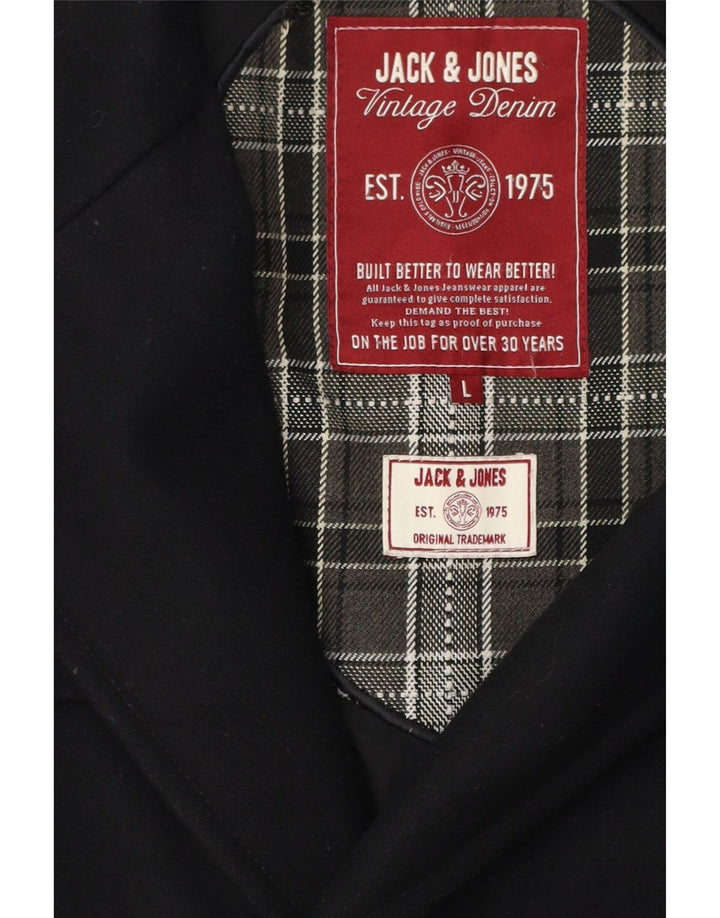 JACK & JONES
Vintage Denim
EST. 1975
BUILT BETTER TO WEAR BETTER!
All Jack & Jones Jeanswear apparel are
guaranteed to give complete satisfaction.
DEMAND THE BEST!
Keep this tag as proof of purchase
ON THE JOB FOR OVER 30 YEARS
L
JACK & JONES
EST. 1975
ORIGINAL TRADEMARK